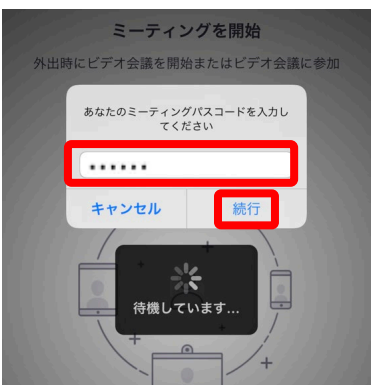 ミーティングを開始
外出時にビデオ会議を開始またはビデオ会議に参加
あなたのミーティングパスコードを入力し
てください
••••••
キャンセル 続行
待機しています...